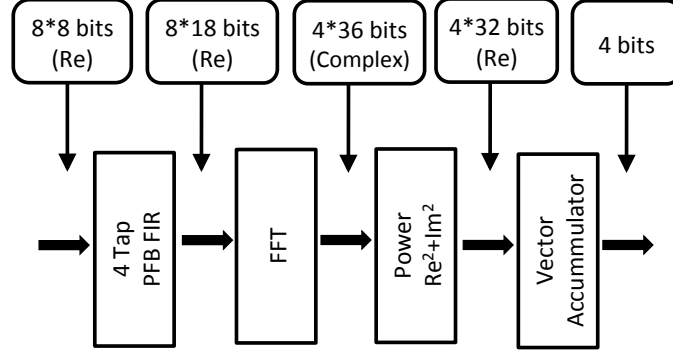 8*8 bits
(Re)
8*18 bits
(Re)
4*36 bits
(Complex)
4*32 bits
(Re)
4 bits
4 Tap
PFB FIR
FFT
Power
Re²+Im²
Vector
Accummulator